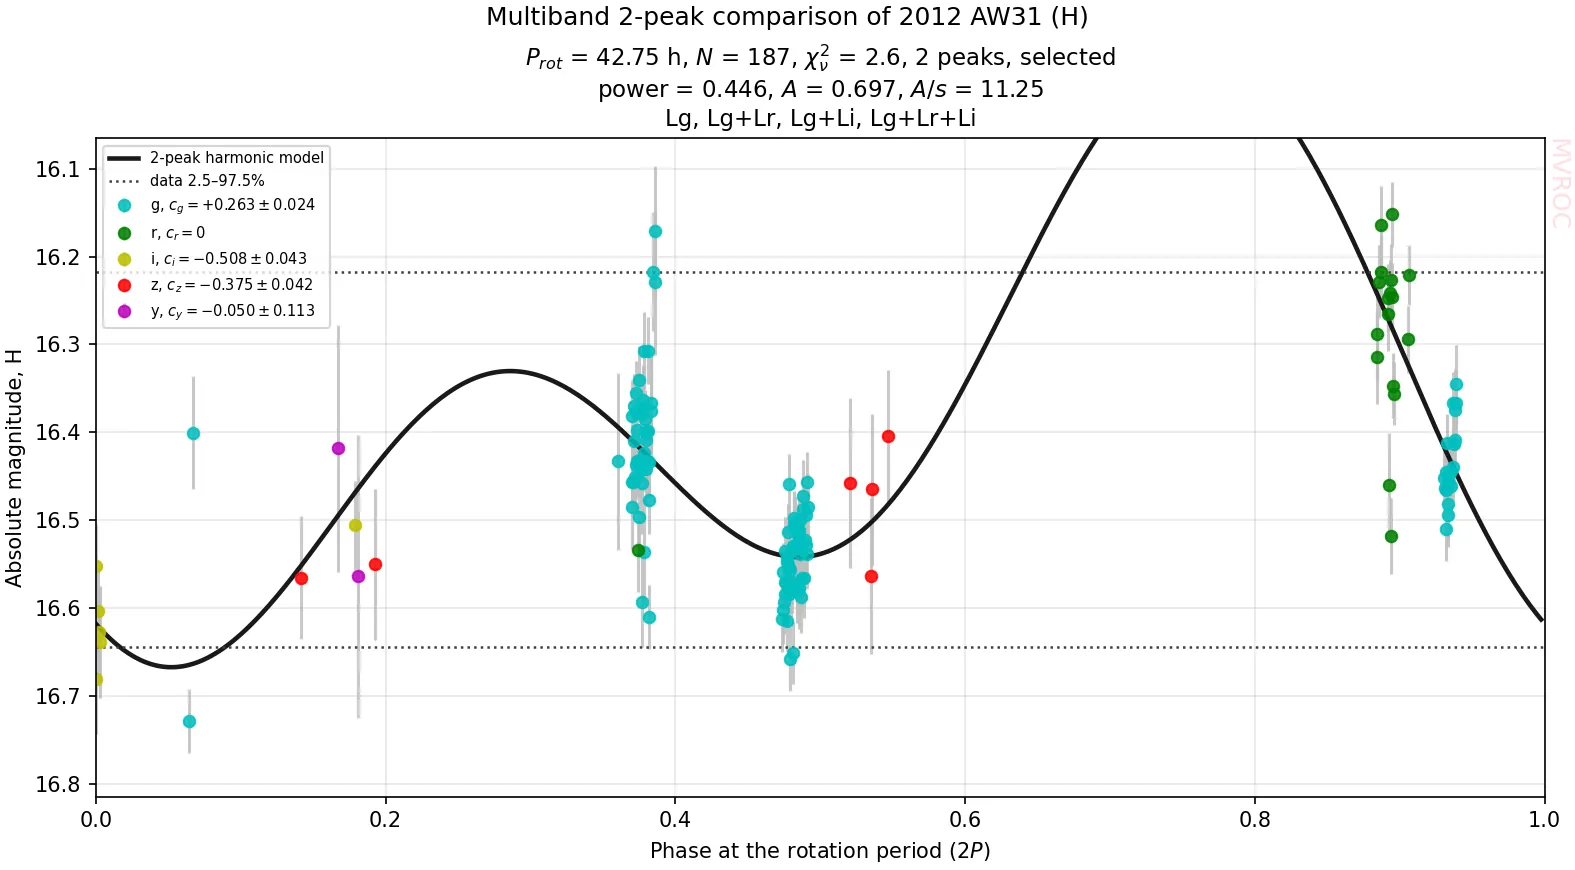 Multiband 2-peak comparison of 2012 AW31 (H)
P_rot = 42.75 h, N = 187, χ²_ν = 2.6, 2 peaks, selected
power = 0.446, A = 0.697, A/s = 11.25
Lg, Lg+Lr, Lg+Li, Lg+Lr+Li
2-peak harmonic model
data 2.5–97.5%
g, c_g = +0.263 ± 0.024
r, c_r = 0
i, c_i = −0.508 ± 0.043
z, c_z = −0.375 ± 0.042
y, c_y = −0.050 ± 0.113
MVROC
Absolute magnitude, H
16.1
16.2
16.3
16.4
16.5
16.6
16.7
16.8
0.0 0.2 0.4 0.6 0.8 1.0
Phase at the rotation period (2P)